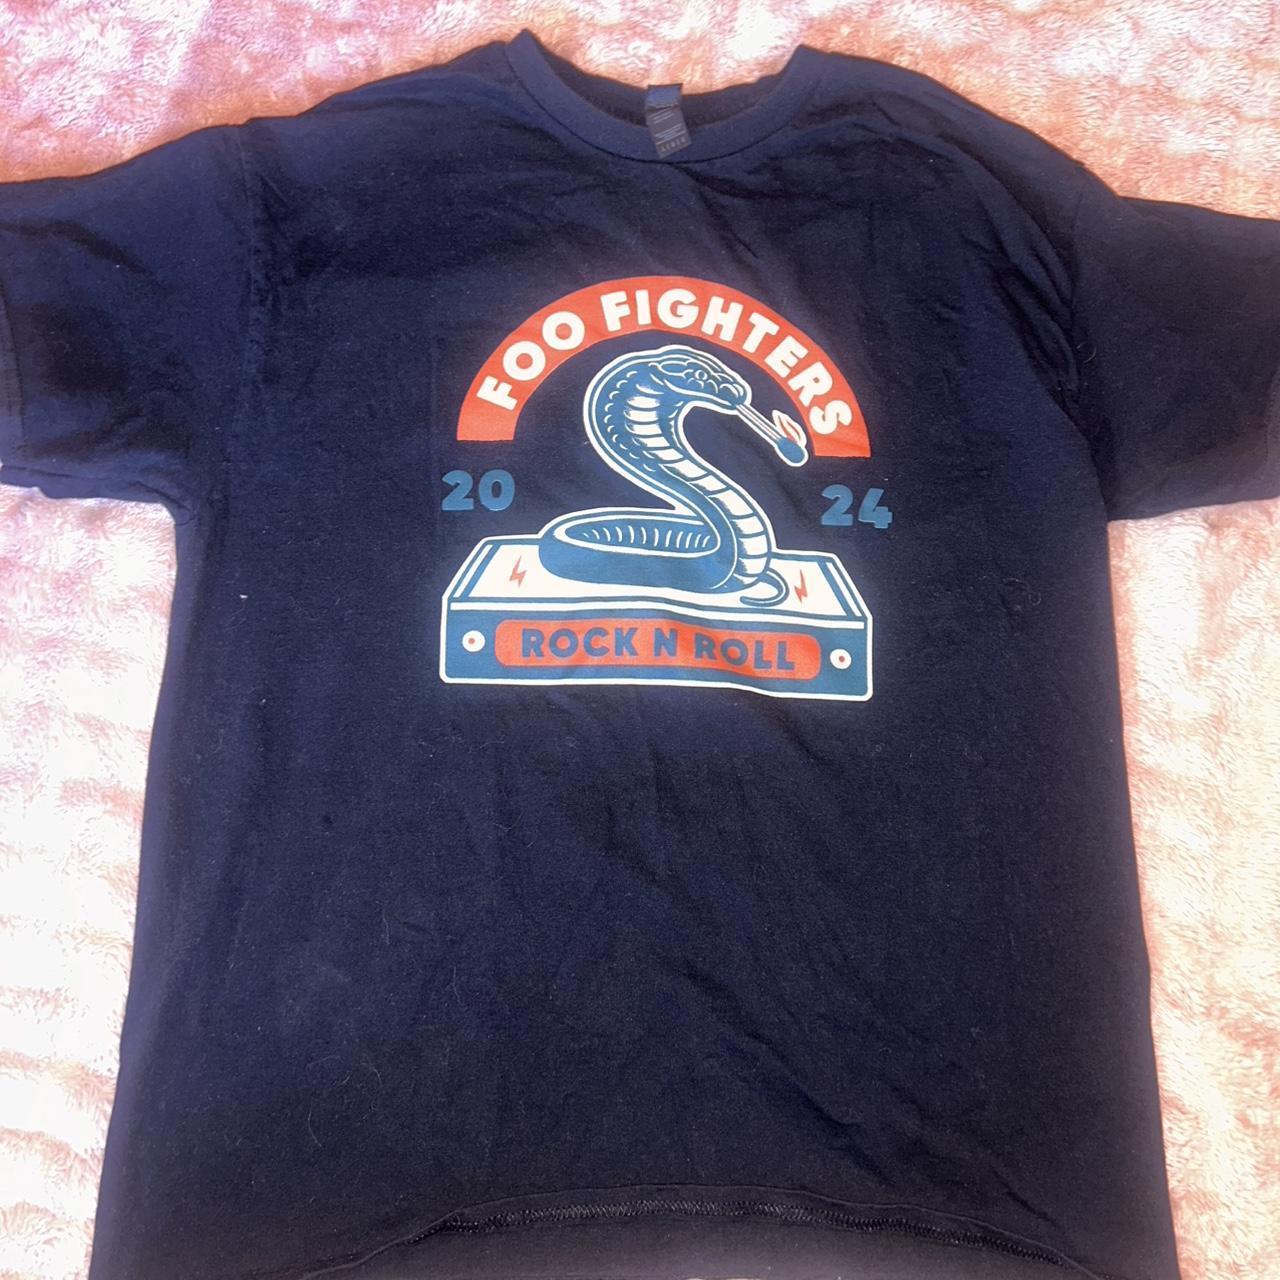 FOO FIGHTERS
20 24
ROCK N ROLL